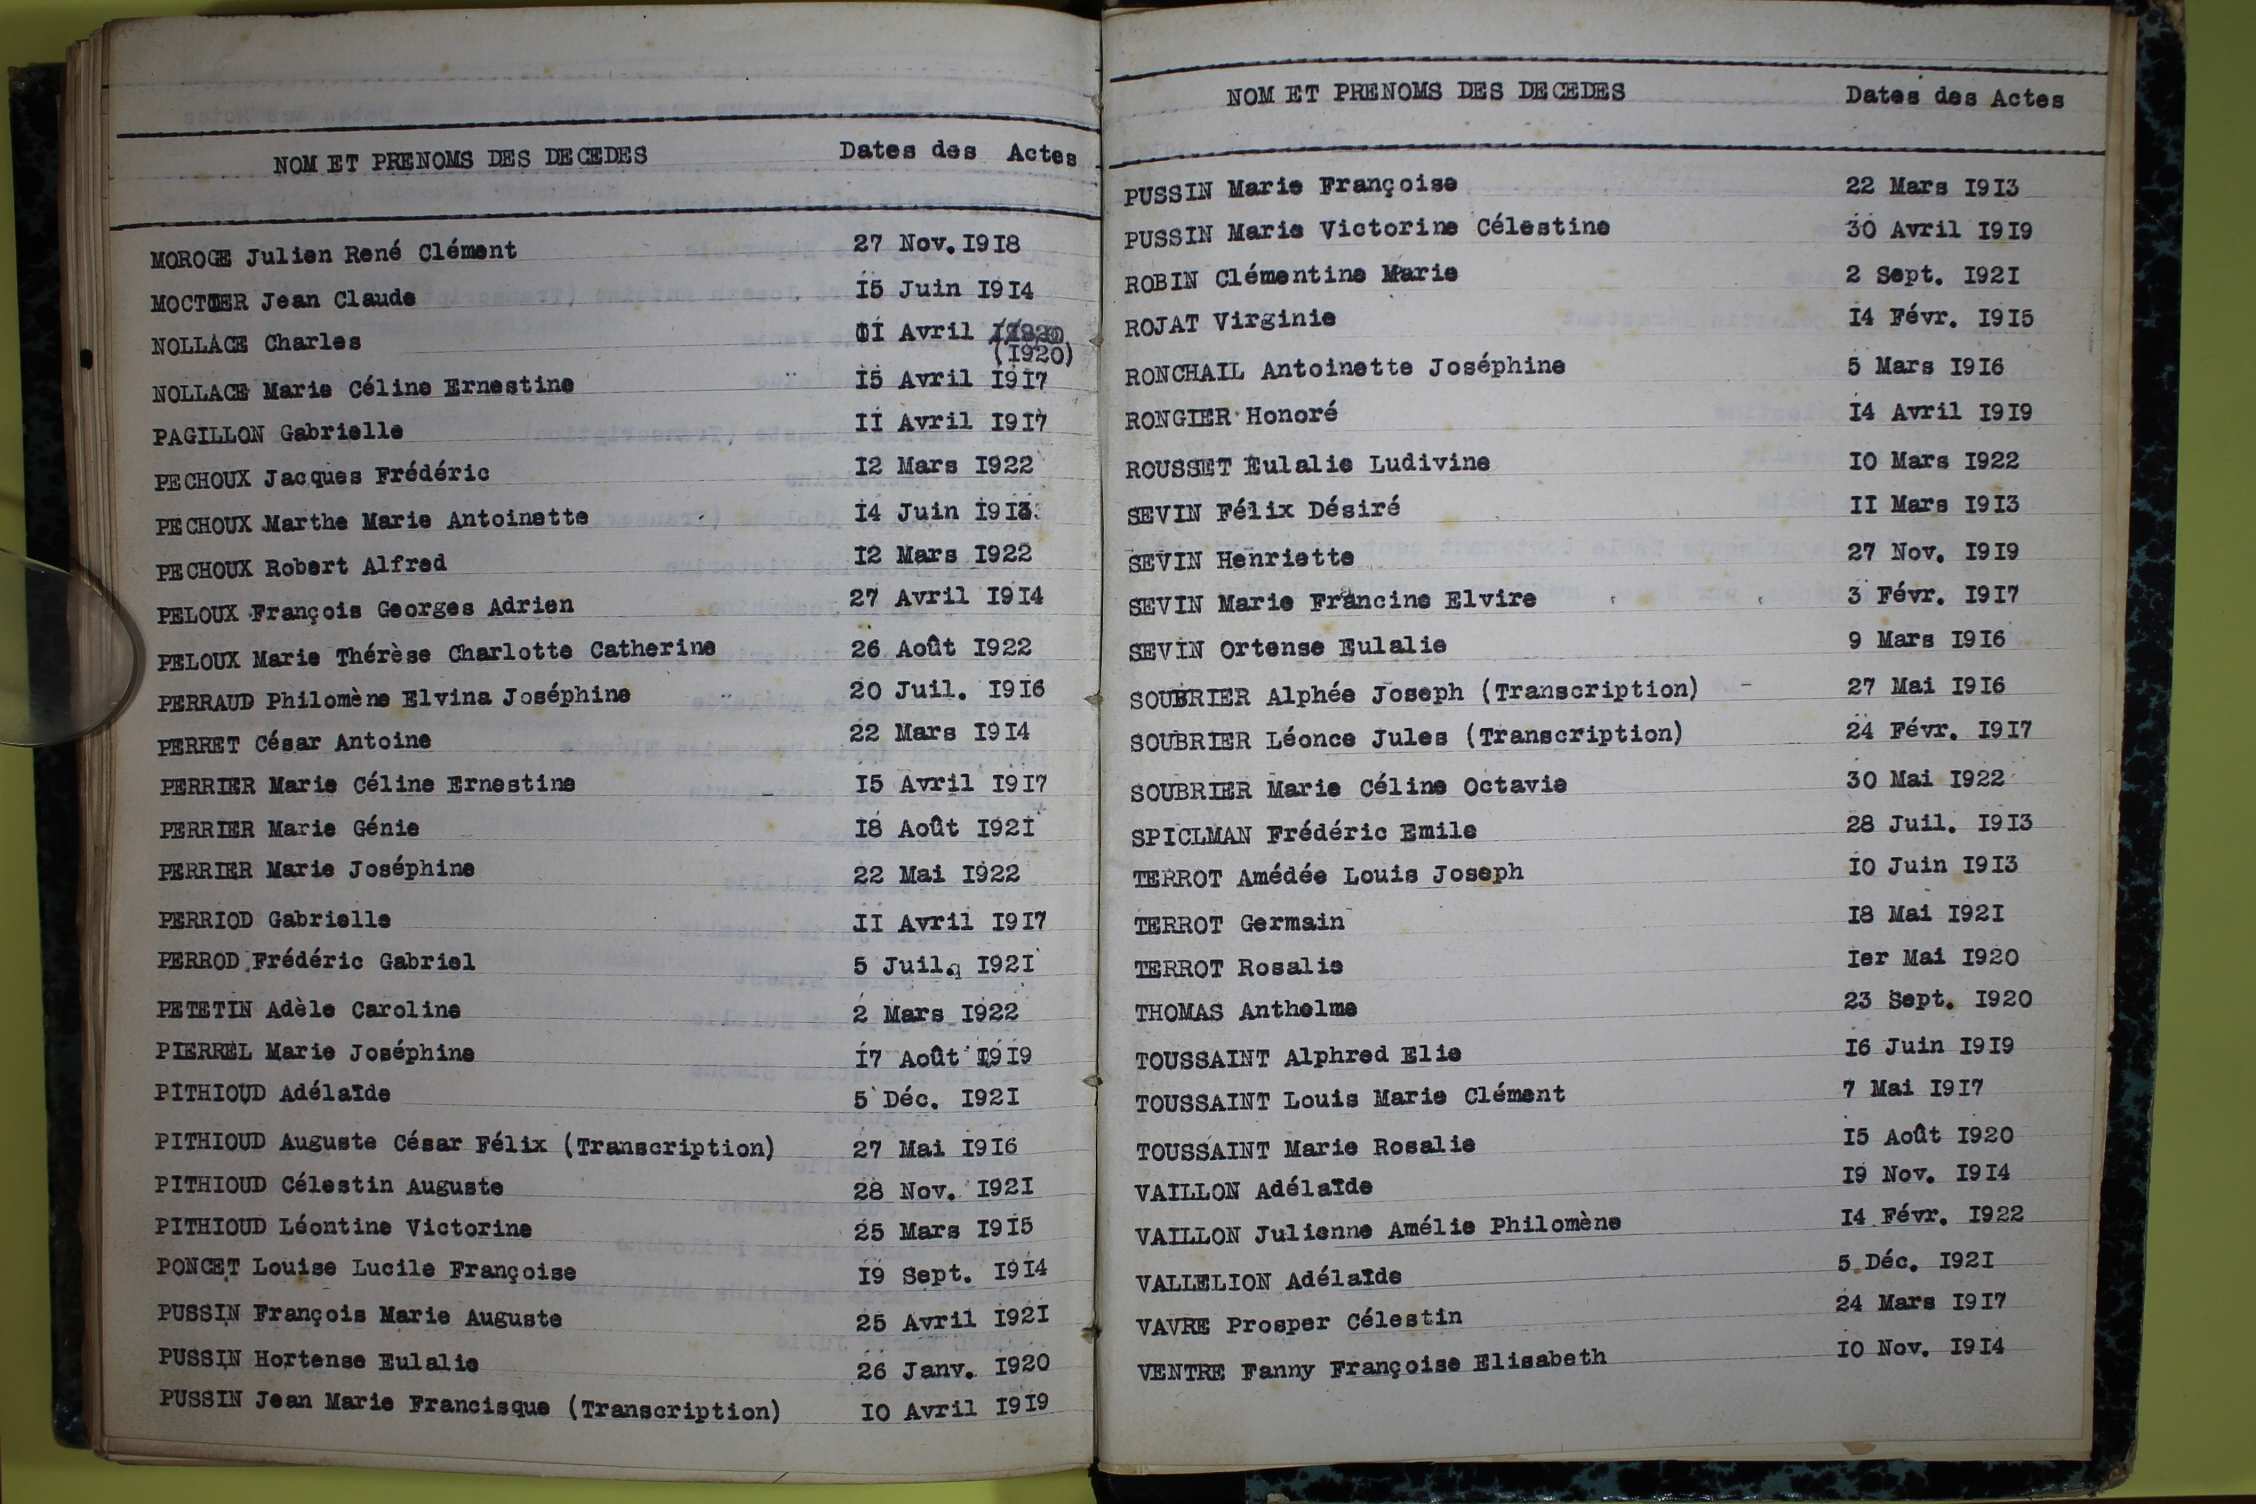 NOM ET PRENOMS DES DECEDES Dates des Actes
MOROGE Julien René Clément 27 Nov. 1918
Jean Claude 15 Juin 1914
NOLLACE Charles 01 Avril
(1920)
NOLLACE Marie Céline Ernestine 15 Avril 1917
PAGILLON Gabrielle 11 Avril 1917
PECHOUX Jacques Frédéric 12 Mars 1922
PECHOUX Marthe Marie Antoinette 14 Juin 1913
PECHOUX Robert Alfred 12 Mars 1922
PELOUX François Georges Adrien 27 Avril 1914
PELOUX Marie Thérèse Charlotte Catherine 26 Août 1922
PERRAUD Philomène Elvina Joséphine 20 Juil. 1916
PERRET César Antoine 22 Mars 1914
PERRIER Marie Céline Ernestine 15 Avril 1917
PERRIER Marie Génie 18 Août 1921
PERRIER Marie Joséphine 22 Mai 1922
PERRIOD Gabrielle 11 Avril 1917
PERROD Frédéric Gabriel 5 Juil. 1921
PETETIN Adèle Caroline 2 Mars 1922
PIERREL Marie Joséphine 17 Août 1919
PITHIOUD Adélaïde 5 Déc. 1921
PITHIOUD Auguste César Félix (Transcription) 27 Mai 1916
PITHIOUD Célestin Auguste 28 Nov. 1921
PITHIOUD Léontine Victorine 25 Mars 1915
PONCET Louise Lucile Françoise 19 Sept. 1914
PUSSIN François Marie Auguste 25 Avril 1921
PUSSIN Hortense Eulalie 26 Janv. 1920
PUSSIN Jean Marie Francisque (Transcription) 10 Avril 1919
NOM ET PRENOMS DES DECEDES Dates des Actes
PUSSIN Marie Françoise 22 Mars 1913
PUSSIN Marie Victorine Célestine 30 Avril 1919
ROBIN Clémentine Marie 2 Sept. 1921
ROJAT Virginie 14 Févr. 1915
RONCHAIL Antoinette Joséphine 5 Mars 1916
RONGIER Honoré 14 Avril 1919
ROUSSET Eulalie Ludivine 10 Mars 1922
SEVIN Félix Désiré 11 Mars 1913
SEVIN Henriette 27 Nov. 1919
SEVIN Marie Francine Elvire 3 Févr. 1917
SEVIN Ortense Eulalie 9 Mars 1916
SOUBRIER Alphée Joseph (Transcription) 27 Mai 1916
SOUBRIER Léonce Jules (Transcription) 24 Févr. 1917
SOUBRIER Marie Céline Octavie 30 Mai 1922
SPICLMAN Frédéric Emile 28 Juil. 1913
TERROT Amédée Louis Joseph 10 Juin 1913
TERROT Germain 18 Mai 1921
TERROT Rosalie 1er Mai 1920
THOMAS Anthelme 23 Sept. 1920
TOUSSAINT Alphred Elie 16 Juin 1919
TOUSSAINT Louis Marie Clément 7 Mai 1917
TOUSSAINT Marie Rosalie 15 Août 1920
VAILLON Adélaïde 19 Nov. 1914
VAILLON Julienne Amélie Philomène 14 Févr. 1922
VALLELION Adélaïde 5 Déc. 1921
VAVRE Prosper Célestin 24 Mars 1917
VENTRE Fanny Françoise Elisabeth 10 Nov. 1914